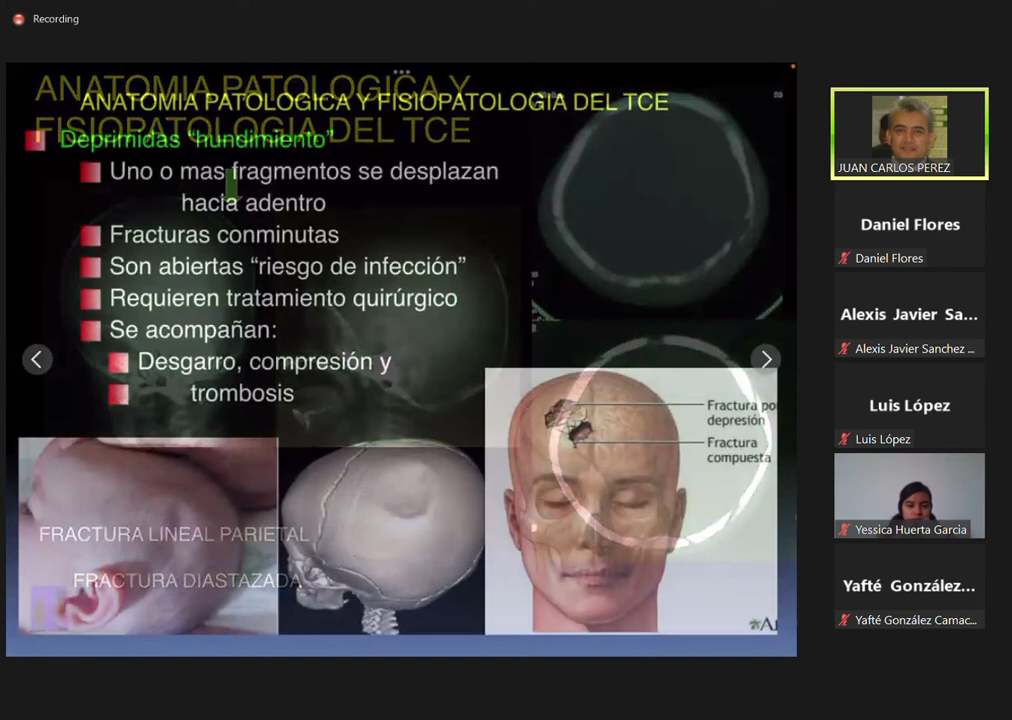 Recording
ANATOMIA PATOLOGICA Y
FISIOPATOLOGIA DEL TCE
ANATOMIA PATOLOGICA Y FISIOPATOLOGIA DEL TCE
Deprimidas “hundimiento”
Uno o mas fragmentos se desplazan
hacia adentro
Fracturas conminutas
Son abiertas “riesgo de infección”
Requieren tratamiento quirúrgico
Se acompañan:
Desgarro, compresión y
trombosis
Fractura por
depresión
Fractura
compuesta
FRACTURA LINEAL PARIETAL
FRACTURA DIASTAZADA
JUAN CARLOS PEREZ
Daniel Flores
Daniel Flores
Alexis Javier Sa...
Alexis Javier Sanchez ...
Luis López
Luis López
Yessica Huerta Garcia
Yafté González...
Yafté González Camac...